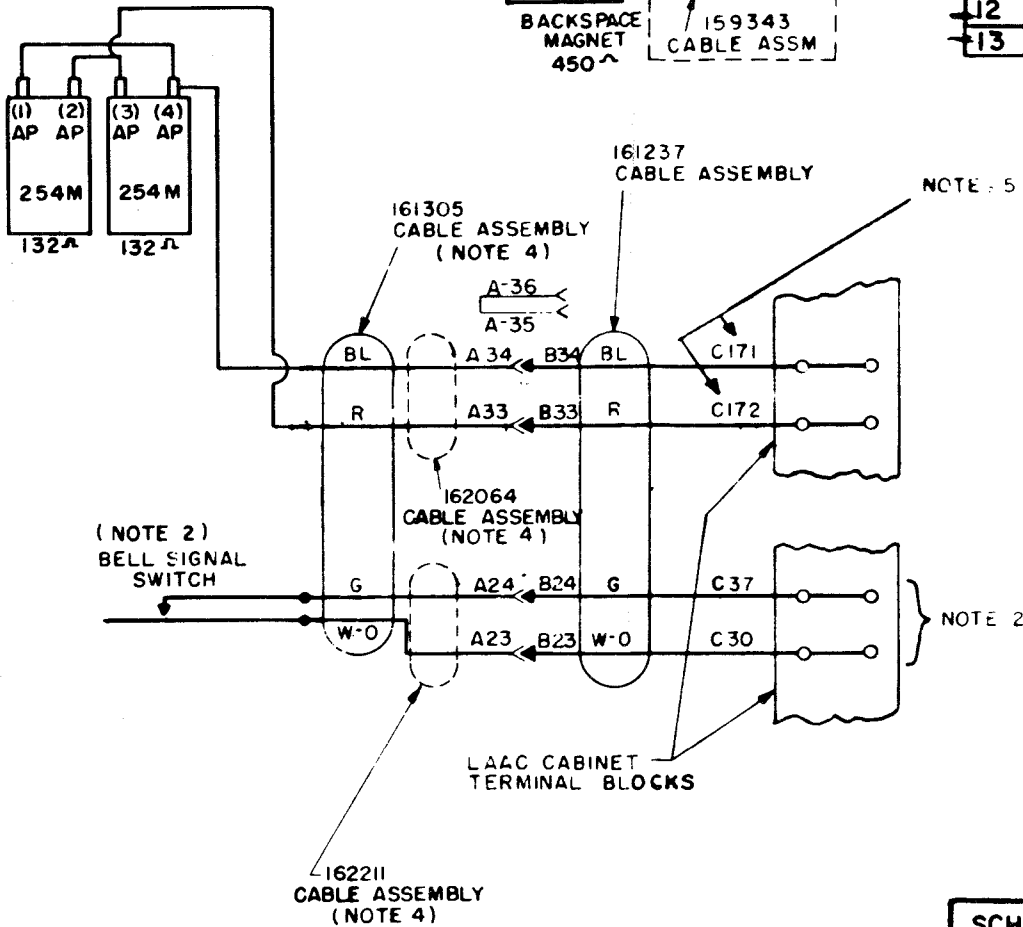 BACKSPACE
MAGNET
450
159343
CABLE ASSM
12
13
(1) (2) (3) (4)
AP AP AP AP
254M 254M
132Ω 132Ω
161237
CABLE ASSEMBLY
NOTE 5
161305
CABLE ASSEMBLY
(NOTE 4)
A-36
A-35
BL A34 B34 BL C171
R A33 B33 R C172
162064
CABLE ASSEMBLY
(NOTE 4)
(NOTE 2)
BELL SIGNAL
SWITCH
G A24 B24 G C37
W-O A23 B23 W-O C30
NOTE 2
LAAC CABINET
TERMINAL BLOCKS
162211
CABLE ASSEMBLY
(NOTE 4)
SCH